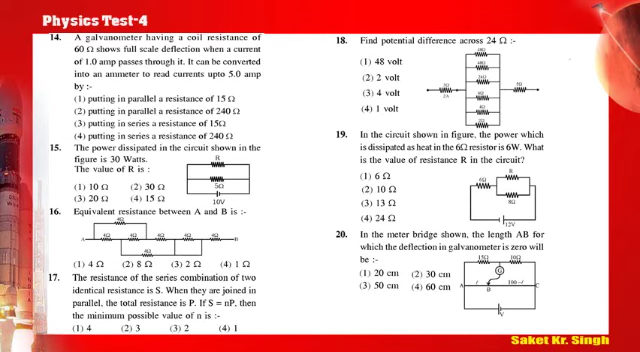 Physics Test-4
14. A galvanometer having a coil resistance of
60 Ω shows full scale deflection when a current
of 1.0 amp passes through it. It can be converted
into an ammeter to read currents upto 5.0 amp
by :-
(1) putting in parallel a resistance of 15 Ω
(2) putting in parallel a resistance of 240 Ω
(3) putting in series a resistance of 15Ω
(4) putting in series a resistance of 240 Ω
15. The power dissipated in the circuit shown in the
figure is 30 Watts.
The value of R is :
R
5Ω
10V
(1) 10 Ω (2) 30 Ω
(3) 20 Ω (4) 15 Ω
16. Equivalent resistance between A and B is :-
4Ω
A 4Ω 4Ω 4Ω 4Ω B
4Ω
(1) 4 Ω (2) 8 Ω (3) 2 Ω (4) 1 Ω
17. The resistance of the series combination of two
identical resistance is S. When they are joined in
parallel, the total resistance is P. If S = nP, then
the minimum possible value of n is :-
(1) 4 (2) 3 (3) 2 (4) 1
18. Find potential difference across 24 Ω :-
(1) 48 volt
(2) 2 volt
(3) 4 volt
(4) 1 volt
2A
19. In the circuit shown in figure, the power which
is dissipated as heat in the 6Ω resistor is 6W. What
is the value of resistance R in the circuit?
(1) 6 Ω
(2) 10 Ω
(3) 13 Ω
(4) 24 Ω
6Ω
R
8Ω
12V
20. In the meter bridge shown, the length AB for
which the deflection in galvanometer is zero will
be :-
(1) 20 cm (2) 30 cm
(3) 50 cm (4) 60 cm
15Ω 10Ω
G
A l B 100-l C
Saket Kr. Singh